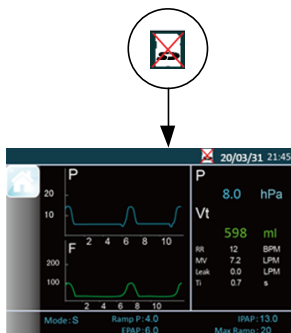 20/03/31 21:45
P
20
10
2 4 6 8 10
F
200
100
2 4 6 8 10
P
8.0 hPa
Vt
598 ml
RR 12 BPM
MV 7.2 LPM
Leak 0.0 LPM
Ti 0.7 s
Mode: S Ramp P: 4.0 IPAP: 13.0
EPAP: 6.0 Max Ramp: 20